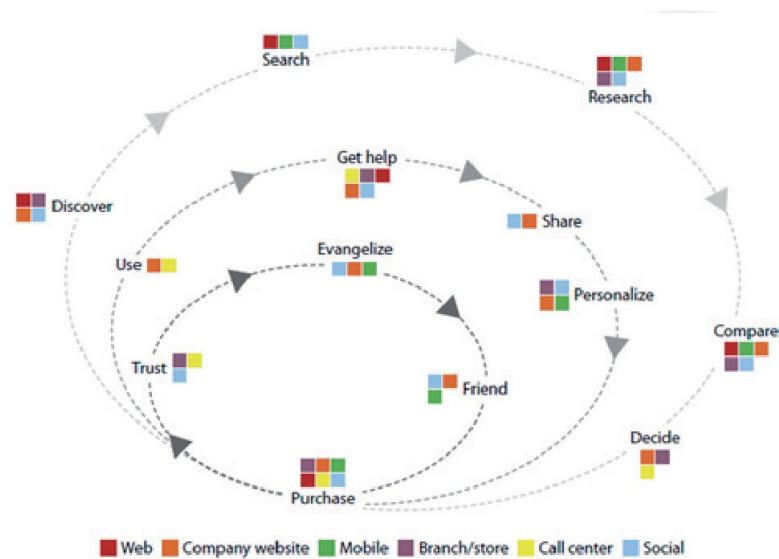 Search
Research
Get help
Discover
Share
Evangelize
Use
Personalize
Compare
Trust
Friend
Decide
Purchase
Web Company website Mobile Branch/store Call center Social